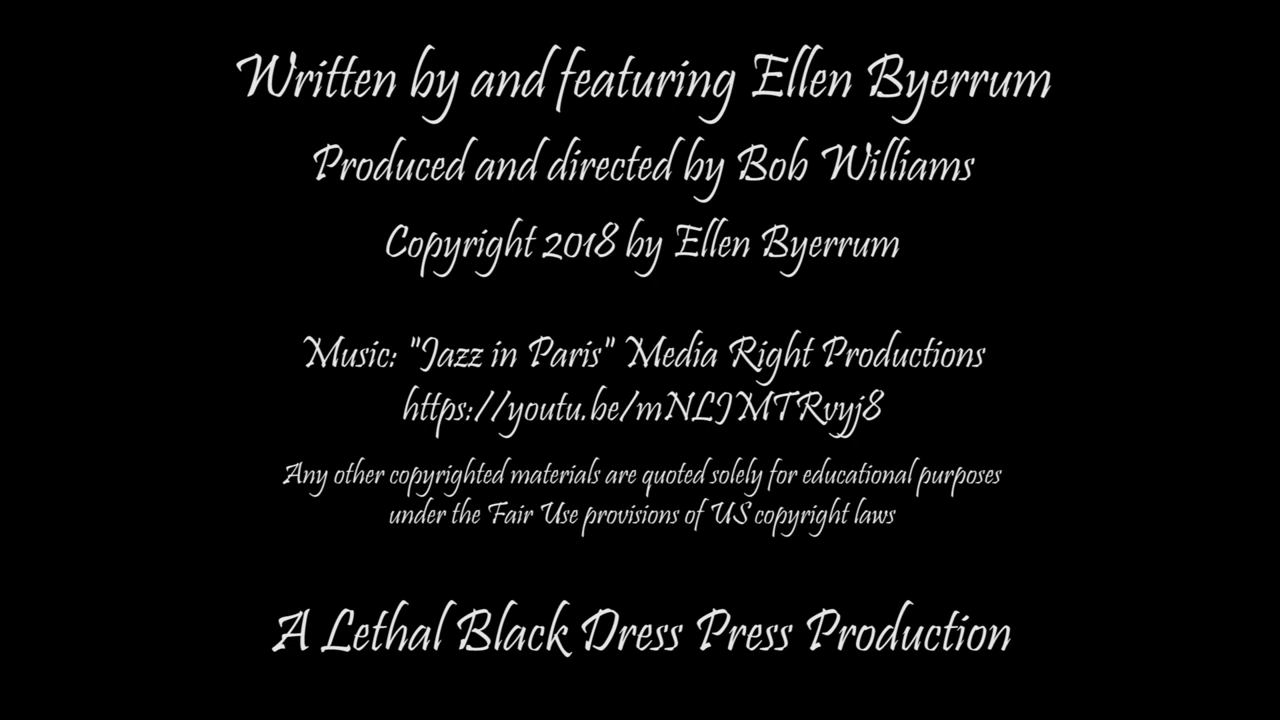 Written by and featuring Ellen Byerrum
Produced and directed by Bob Williams
Copyright 2018 by Ellen Byerrum
Music: "Jazz in Paris" Media Right Productions
https://youtu.be/mNLJMTRvyj8
Any other copyrighted materials are quoted solely for educational purposes
under the Fair Use provisions of US copyright laws
A Lethal Black Dress Press Production